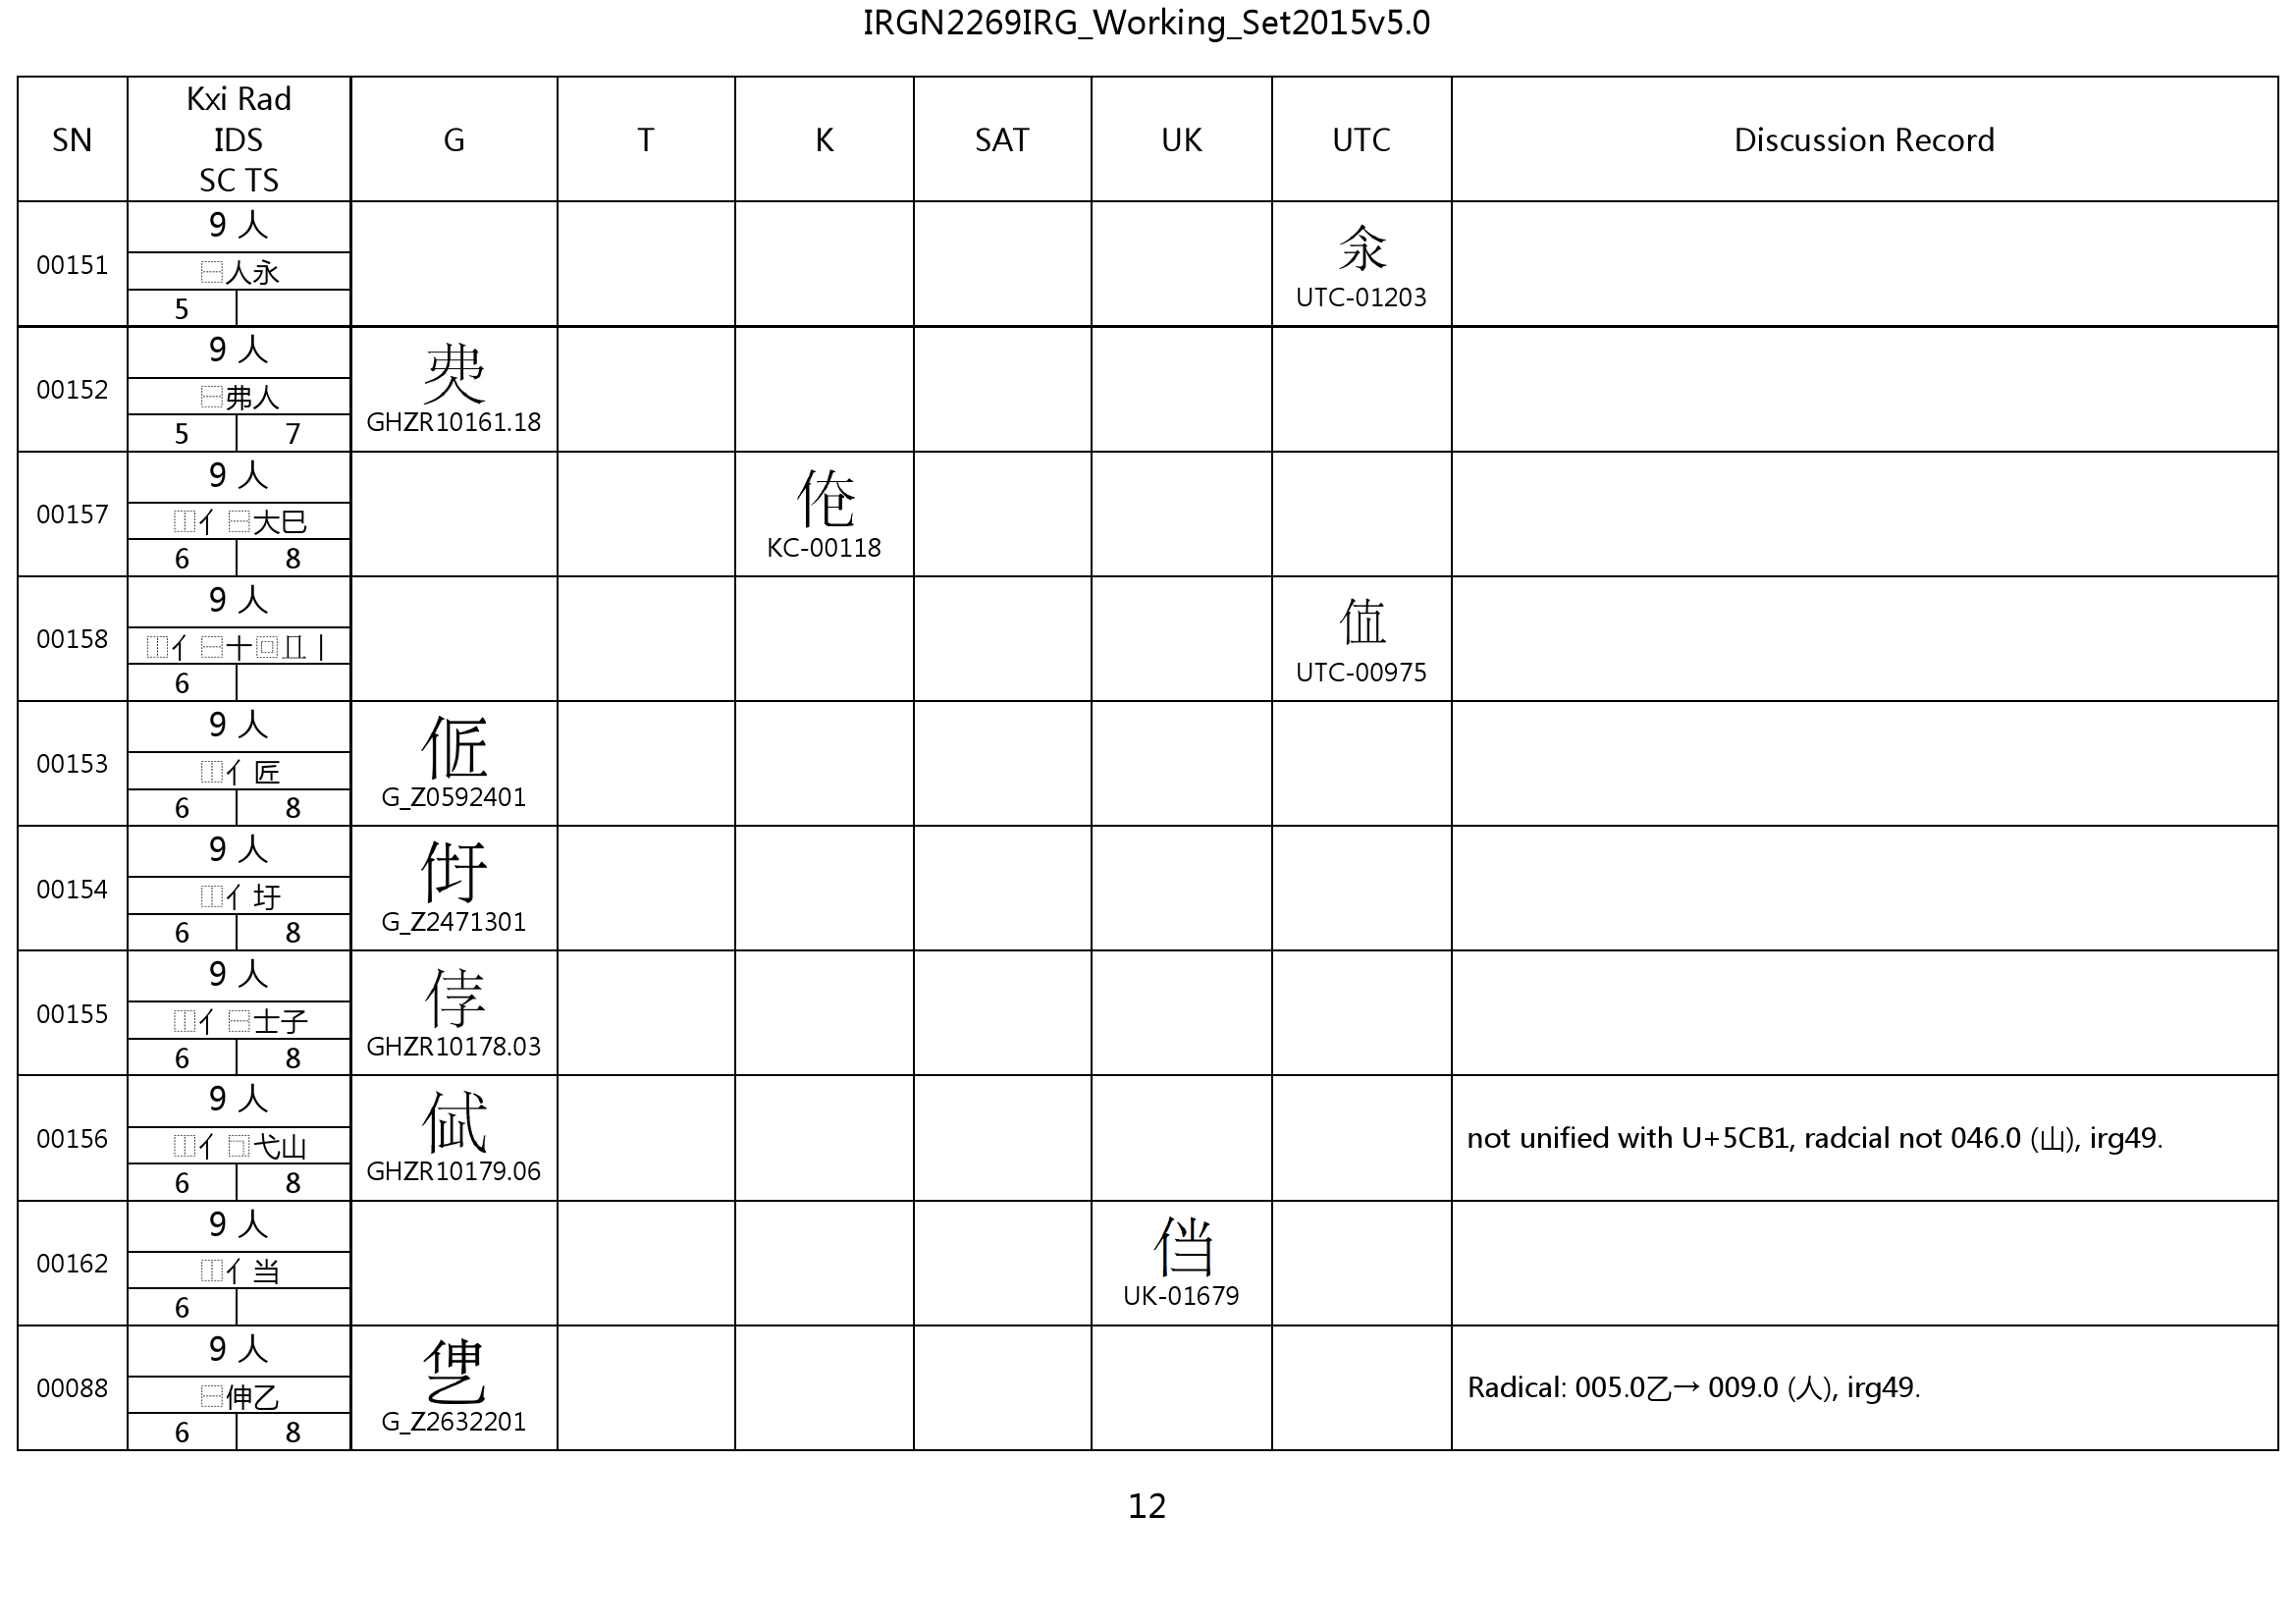 IRGN2269IRG_Working_Set2015v5.0
SN Kxi Rad IDS SC TS G T K SAT UK UTC Discussion Record
00151
9 人
⿱人永
5
UTC-01203
00152
9 人
⿱弗人
5 7
GHZR10161.18
00157
9 人
⿰亻⿱大巳
6 8
KC-00118
00158
9 人
⿰亻⿱十⿴㆔丨
6
UTC-00975
00153
9 人
⿰亻匠
6 8
G_Z0592401
00154
9 人
⿰亻圩
6 8
G_Z2471301
00155
9 人
⿰亻⿱士子
6 8
GHZR10178.03
00156
9 人
⿰亻⿹弋山
6 8
GHZR10179.06
not unified with U+5CB1, radcial not 046.0 (山), irg49.
00162
9 人
⿰亻当
6
UK-01679
00088
9 人
⿱伸乙
6 8
G_Z2632201
Radical: 005.0乙→ 009.0 (人), irg49.
12